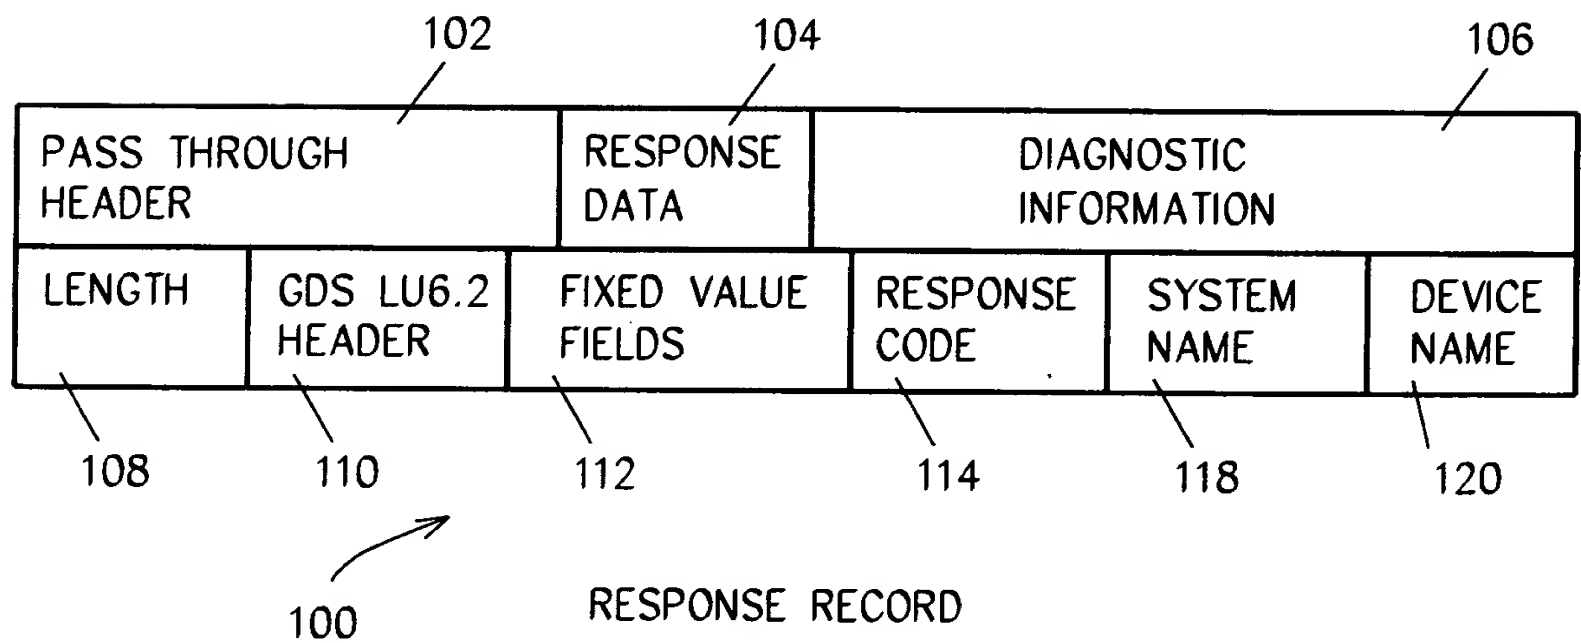 102
104
106
PASS THROUGH
HEADER
RESPONSE
DATA
DIAGNOSTIC
INFORMATION
LENGTH
GDS LU6.2
HEADER
FIXED VALUE
FIELDS
RESPONSE
CODE
SYSTEM
NAME
DEVICE
NAME
108
110
112
114
118
120
100
RESPONSE RECORD